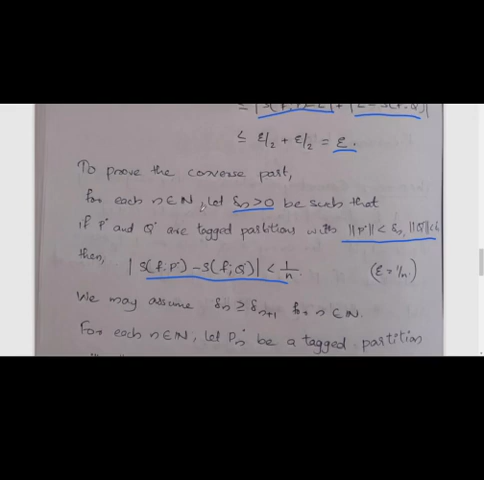 ≤ |S(f; Ṗ) - L| + |L - S(f; Q̇)|
≤ ε/2 + ε/2 = ε.
To prove the converse part,
for each n∈N, let δn>0 be such that
if Ṗ and Q̇ are tagged partitions with ||Ṗ|| < δn, ||Q̇||<δn
then,
|S(f; Ṗ) - S(f; Q̇)| < 1/n. (ε = 1/n)
We may assume δn ≥ δn+1 for n∈N.
For each n∈N, let Ṗn be a tagged partition